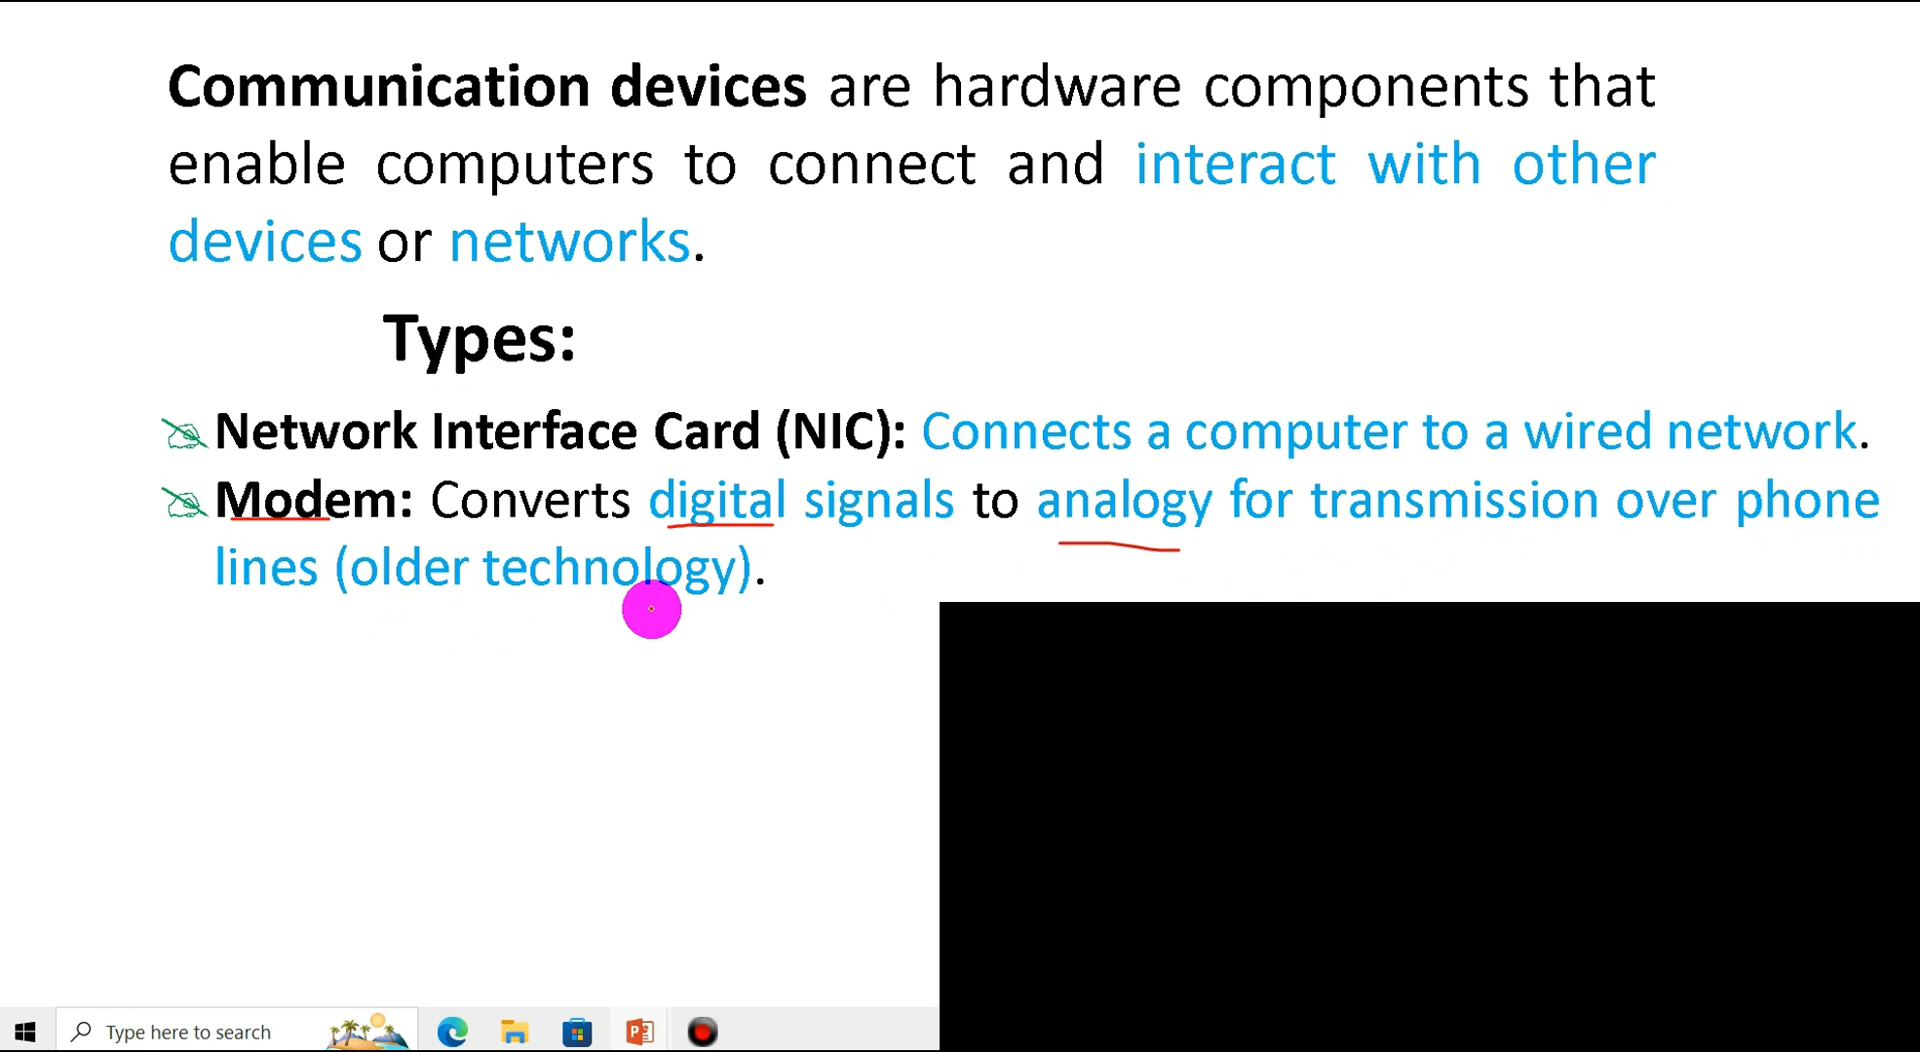 Communication devices are hardware components that
enable computers to connect and interact with other
devices or networks.
Types:
Network Interface Card (NIC): Connects a computer to a wired network.
Modem: Converts digital signals to analogy for transmission over phone
lines (older technology).
Type here to search